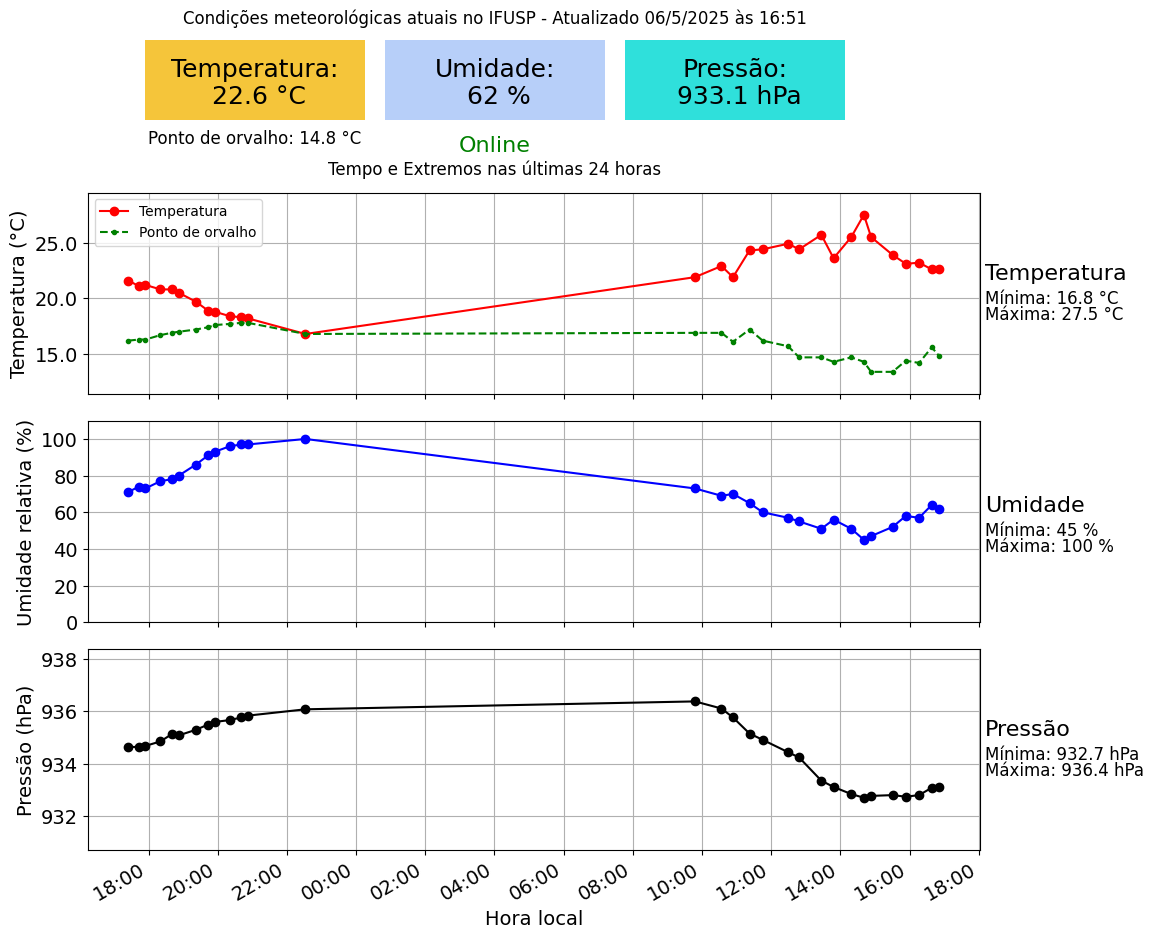 Condições meteorológicas atuais no IFUSP - Atualizado 06/5/2025 às 16:51
Temperatura:
22.6 °C
Umidade:
62 %
Pressão:
933.1 hPa
Ponto de orvalho: 14.8 °C
Online
Tempo e Extremos nas últimas 24 horas
Temperatura (°C)
25.0
20.0
15.0
Temperatura
Ponto de orvalho
Temperatura
Mínima: 16.8 °C
Máxima: 27.5 °C
Umidade relativa (%)
100
80
60
40
20
0
Umidade
Mínima: 45 %
Máxima: 100 %
Pressão (hPa)
938
936
934
932
Pressão
Mínima: 932.7 hPa
Máxima: 936.4 hPa
18:00 20:00 22:00 00:00 02:00 04:00 06:00 08:00 10:00 12:00 14:00 16:00 18:00
Hora local